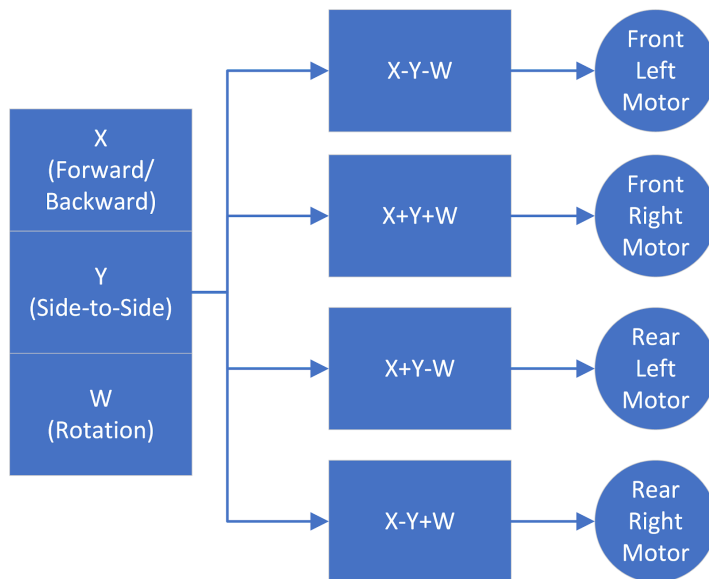 X
(Forward/
Backward)
Y
(Side-to-Side)
W
(Rotation)
X-Y-W
Front
Left
Motor
X+Y+W
Front
Right
Motor
X+Y-W
Rear
Left
Motor
X-Y+W
Rear
Right
Motor